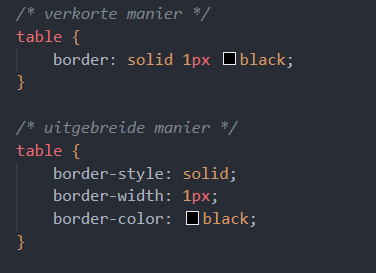 /* verkorte manier */
table {
    border: solid 1px black;
}

/* uitgebreide manier */
table {
    border-style: solid;
    border-width: 1px;
    border-color: black;
}